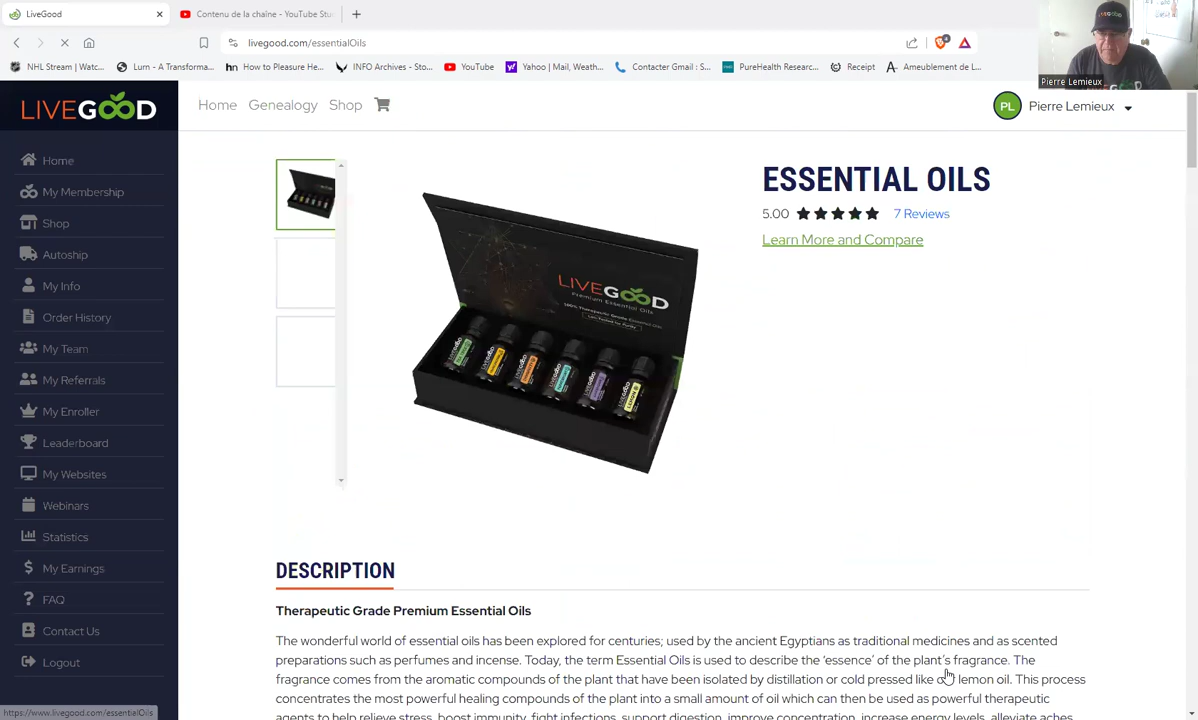 LiveGood
Contenu de la chaîne - YouTube Stu
livegood.com/essentialOils
4
NHL Stream | Watc...
Lum - A Transforma...
How to Pleasure He...
INFO Archives - Sto...
YouTube
Yahoo | Mail, Weath...
Contacter Gmail : S...
PureHealth Researc...
Receipt
Ameublement de L...
Pierre Lemieux
LIVEGOOD
Home
Genealogy
Shop
PL
Pierre Lemieux
Home
My Membership
Shop
Autoship
My Info
Order History
My Team
My Referrals
My Enroller
Leaderboard
My Websites
Webinars
Statistics
My Earnings
FAQ
Contact Us
Logout
https://www.livegood.com/essentialOils
LIVEGOOD
Premium Essential Oils
ESSENTIAL OILS
5.00
7 Reviews
Learn More and Compare
DESCRIPTION
Therapeutic Grade Premium Essential Oils
The wonderful world of essential oils has been explored for centuries; used by the ancient Egyptians as traditional medicines and as scented
preparations such as perfumes and incense. Today, the term Essential Oils is used to describe the 'essence' of the plant's fragrance. The
fragrance comes from the aromatic compounds of the plant that have been isolated by distillation or cold pressed like lemon oil. This process
concentrates the most powerful healing compounds of the plant into a small amount of oil which can then be used as powerful therapeutic
agents to help relieve stress, boost immunity, fight infections, support digestion, improve concentration, increase energy levels, alleviate aches